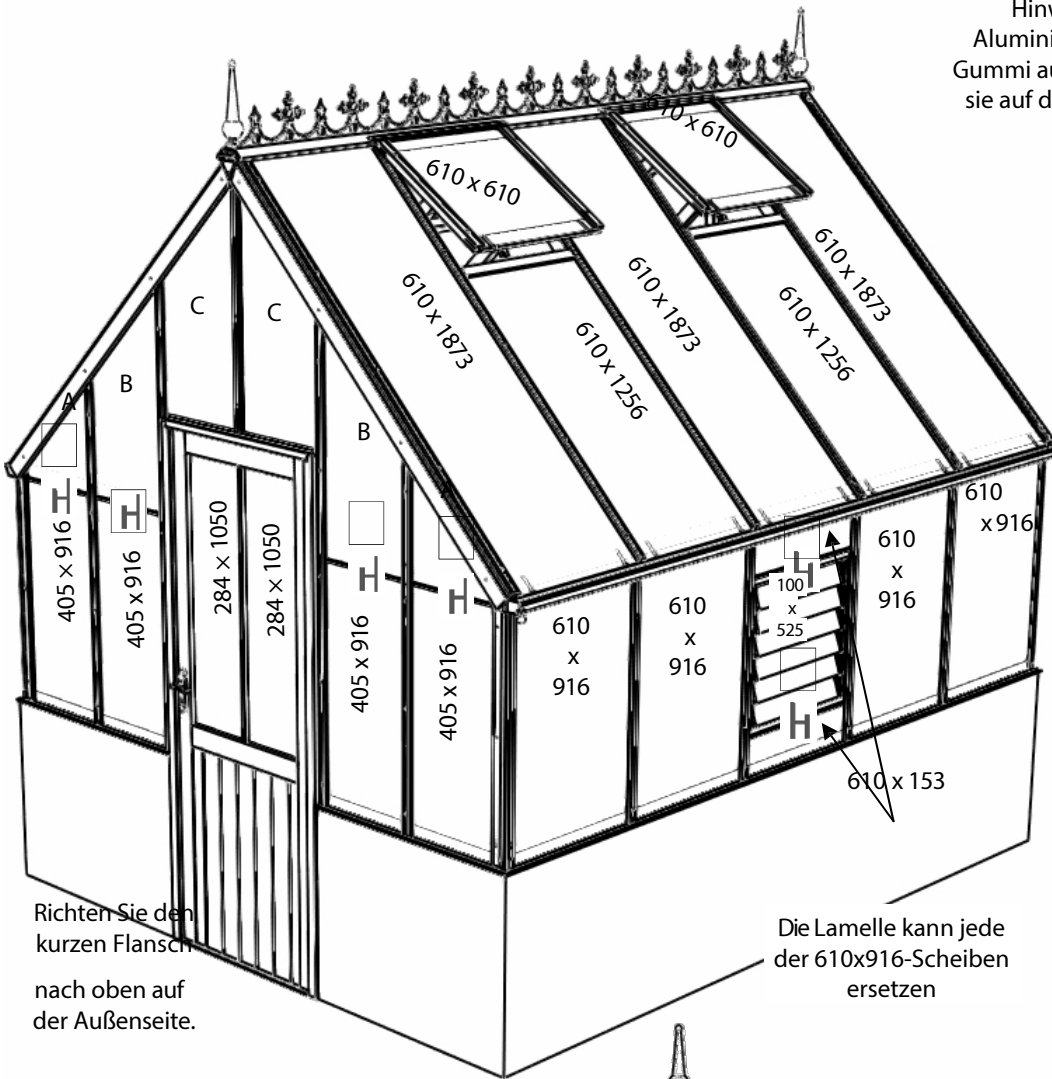 Hinw
Alumini
Gummi au
sie auf d
610 x 610
610 x 610
C
C
B
A
B
610 x 1873
610 x 1256
610 x 1873
610 x 1256
610 x 1873
H
H
H
H
405 x 916
405 x 916
284 x 1050
284 x 1050
405 x 916
405 x 916
610
x
916
610
x
916
H
100
x
525
H
610
x
916
610
x 916
610 x 153
Richten Sie den
kurzen Flansch
nach oben auf
der Außenseite.
Die Lamelle kann jede
der 610x916-Scheiben
ersetzen